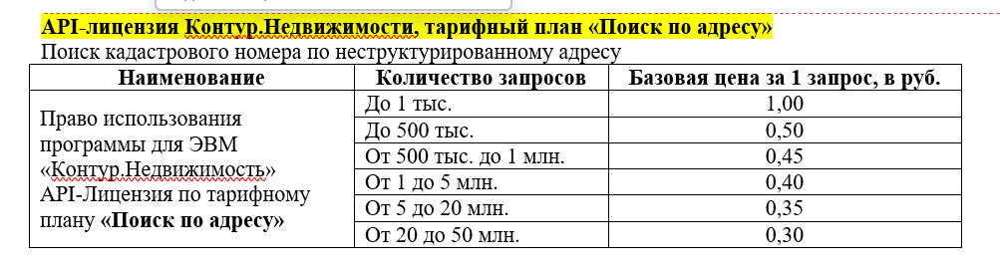 API-лицензия Контур.Недвижимости, тарифный план «Поиск по адресу»
Поиск кадастрового номера по неструктурированному адресу
Наименование Количество запросов Базовая цена за 1 запрос, в руб.
Право использования
программы для ЭВМ
«Контур.Недвижимость»
API-Лицензия по тарифному
плану «Поиск по адресу»
До 1 тыс. 1,00
До 500 тыс. 0,50
От 500 тыс. до 1 млн. 0,45
От 1 до 5 млн. 0,40
От 5 до 20 млн. 0,35
От 20 до 50 млн. 0,30